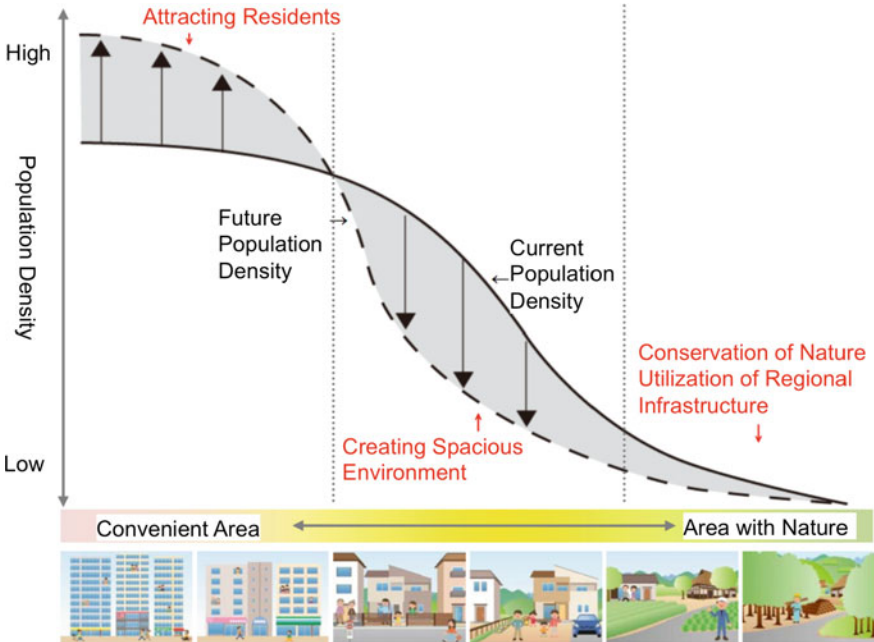 Attracting Residents
High
Population Density
Future
Population
Density
Current
Population
Density
Conservation of Nature
Utilization of Regional
Infrastructure
Creating Spacious
Environment
Low
Convenient Area
Area with Nature